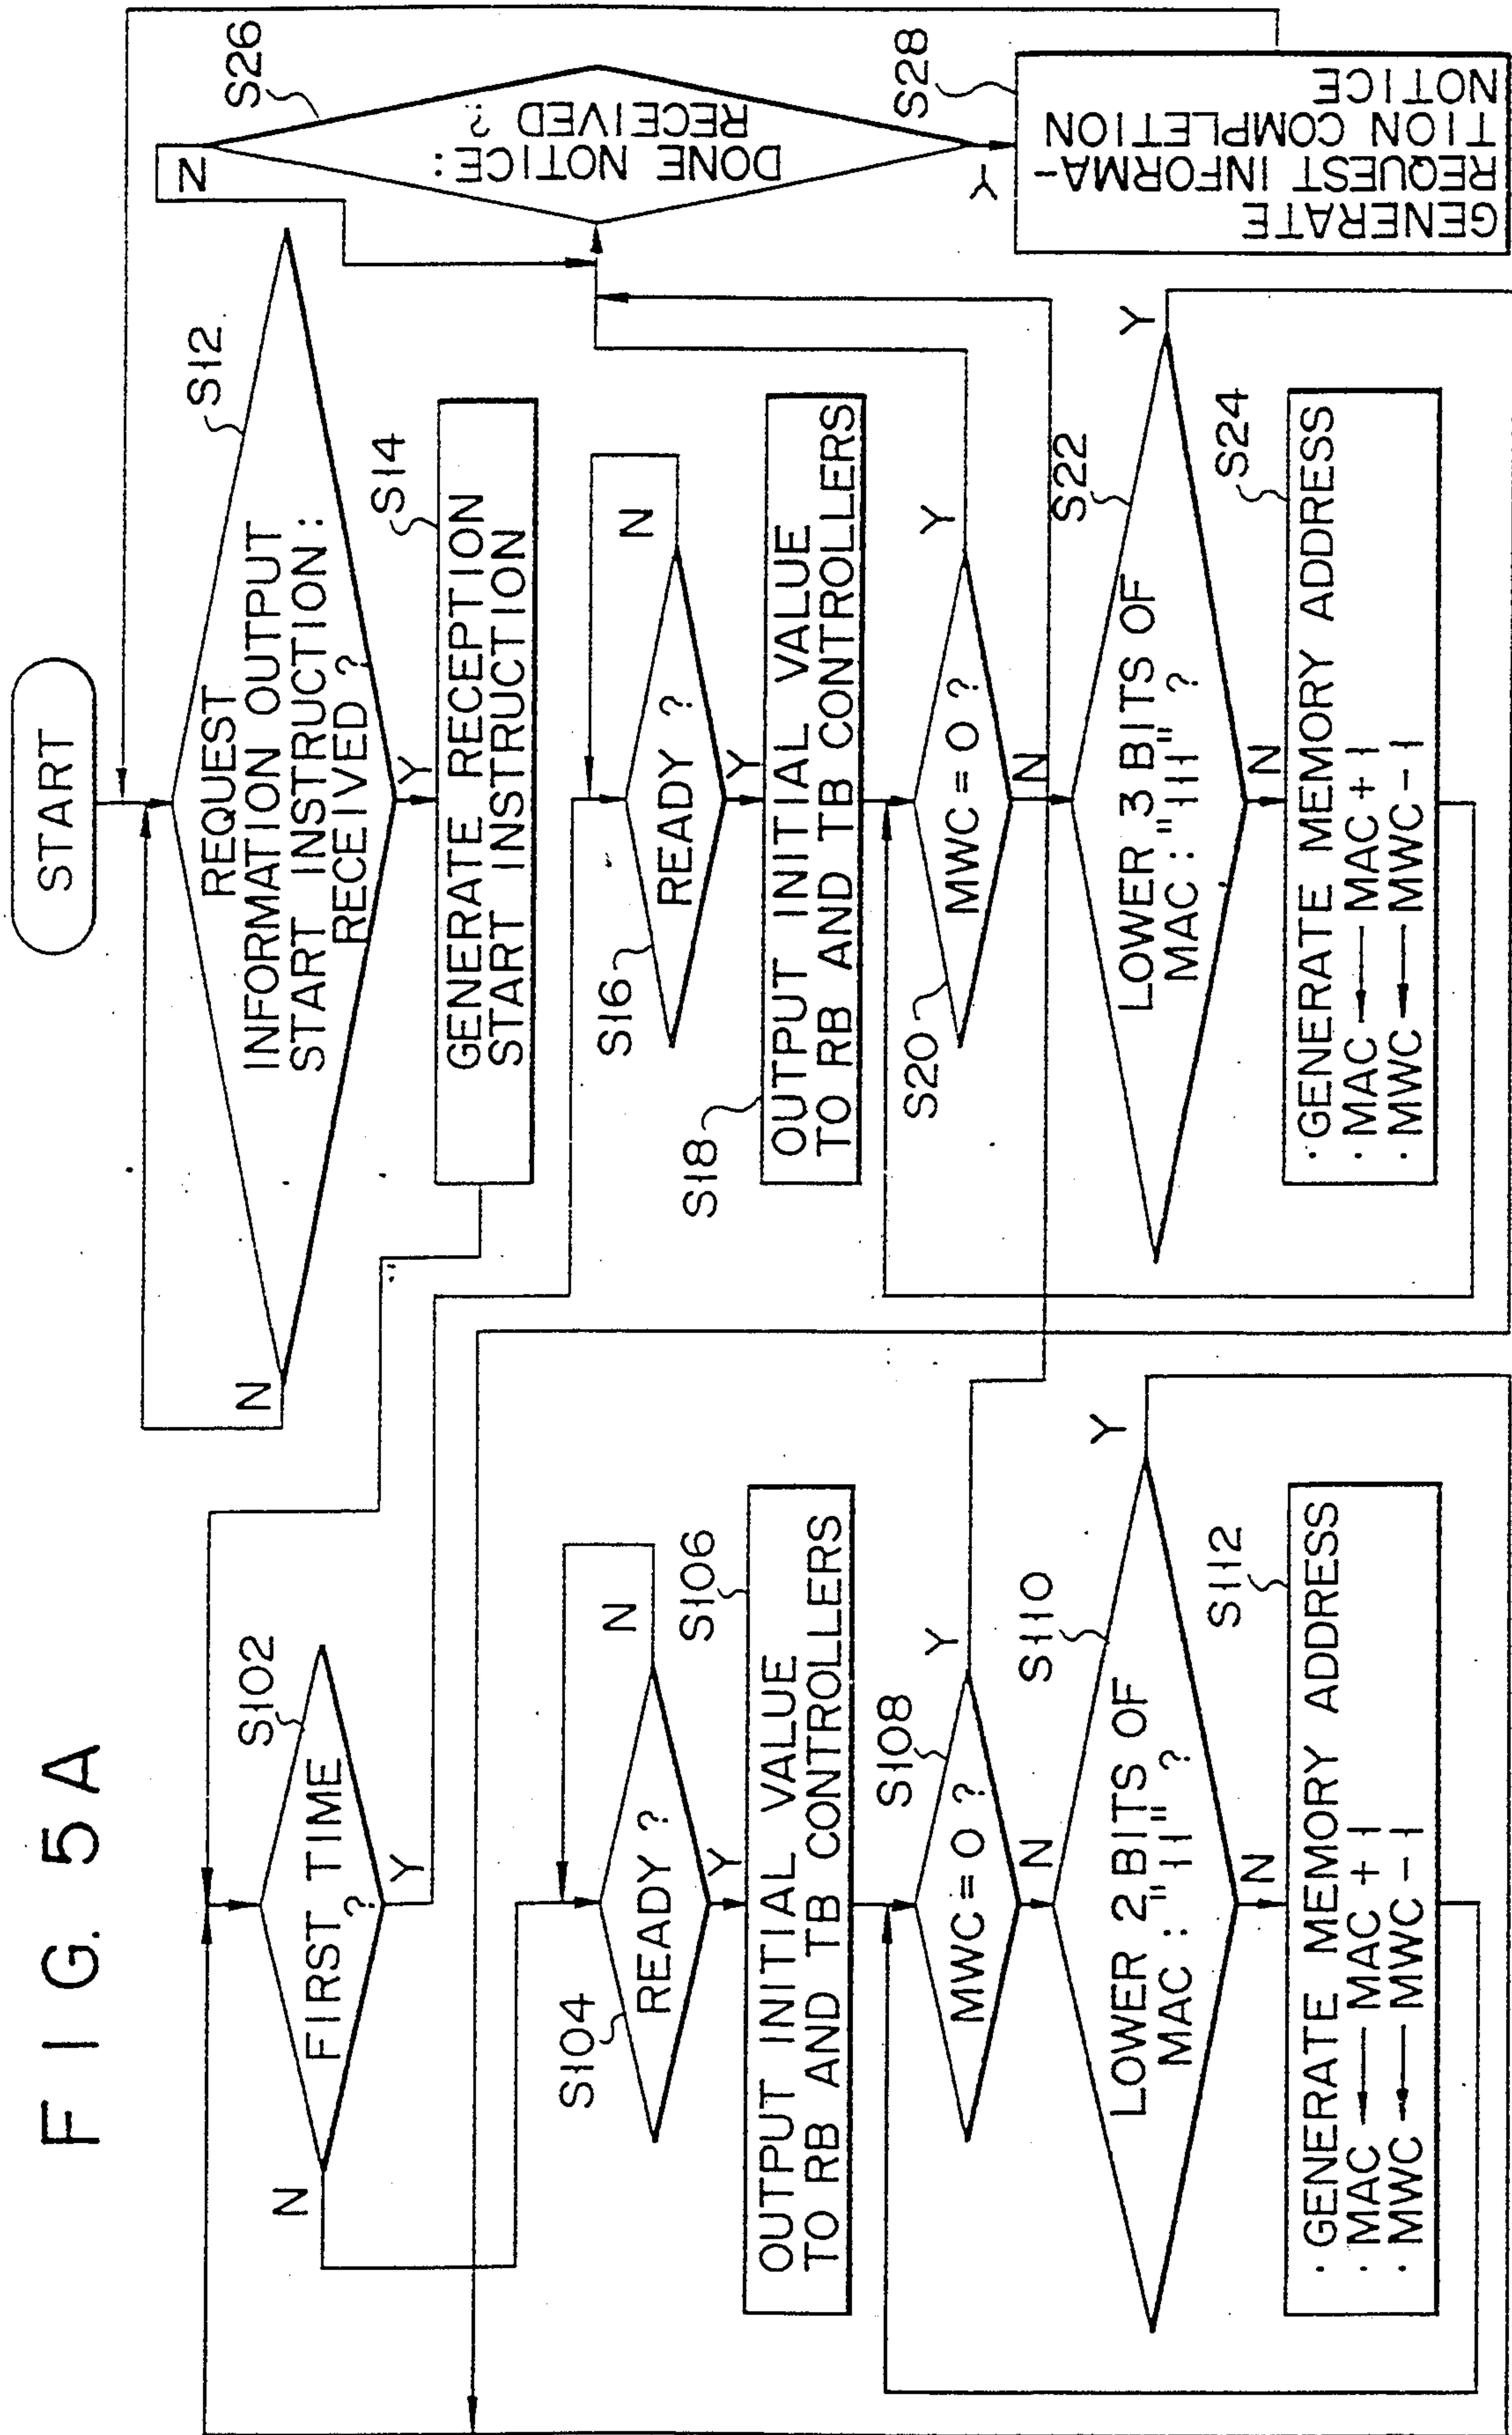 FIG. 5A
START
S12
REQUEST
INFORMATION OUTPUT
START INSTRUCTION :
RECEIVED ?
N
Y
S14
GENERATE RECEPTION
START INSTRUCTION
S102
FIRST TIME
?
N
Y
S16
READY ?
N
Y
S18
OUTPUT INITIAL VALUE
TO RB AND TB CONTROLLERS
S20
MWC = 0 ?
Y
N
S22
LOWER 3 BITS OF
MAC : "111" ?
Y
N
S24
· GENERATE MEMORY ADDRESS
· MAC ← MAC + 1
· MWC ← MWC - 1
S104
READY ?
N
Y
S106
OUTPUT INITIAL VALUE
TO RB AND TB CONTROLLERS
S108
MWC = 0 ?
Y
N
S110
LOWER 2 BITS OF
MAC : "11" ?
Y
N
S112
· GENERATE MEMORY ADDRESS
· MAC ← MAC + 1
· MWC ← MWC - 1
S26
DONE NOTICE:
RECEIVED ?
N
Y
S28
GENERATE
REQUEST INFORMA-
TION COMPLETION
NOTICE